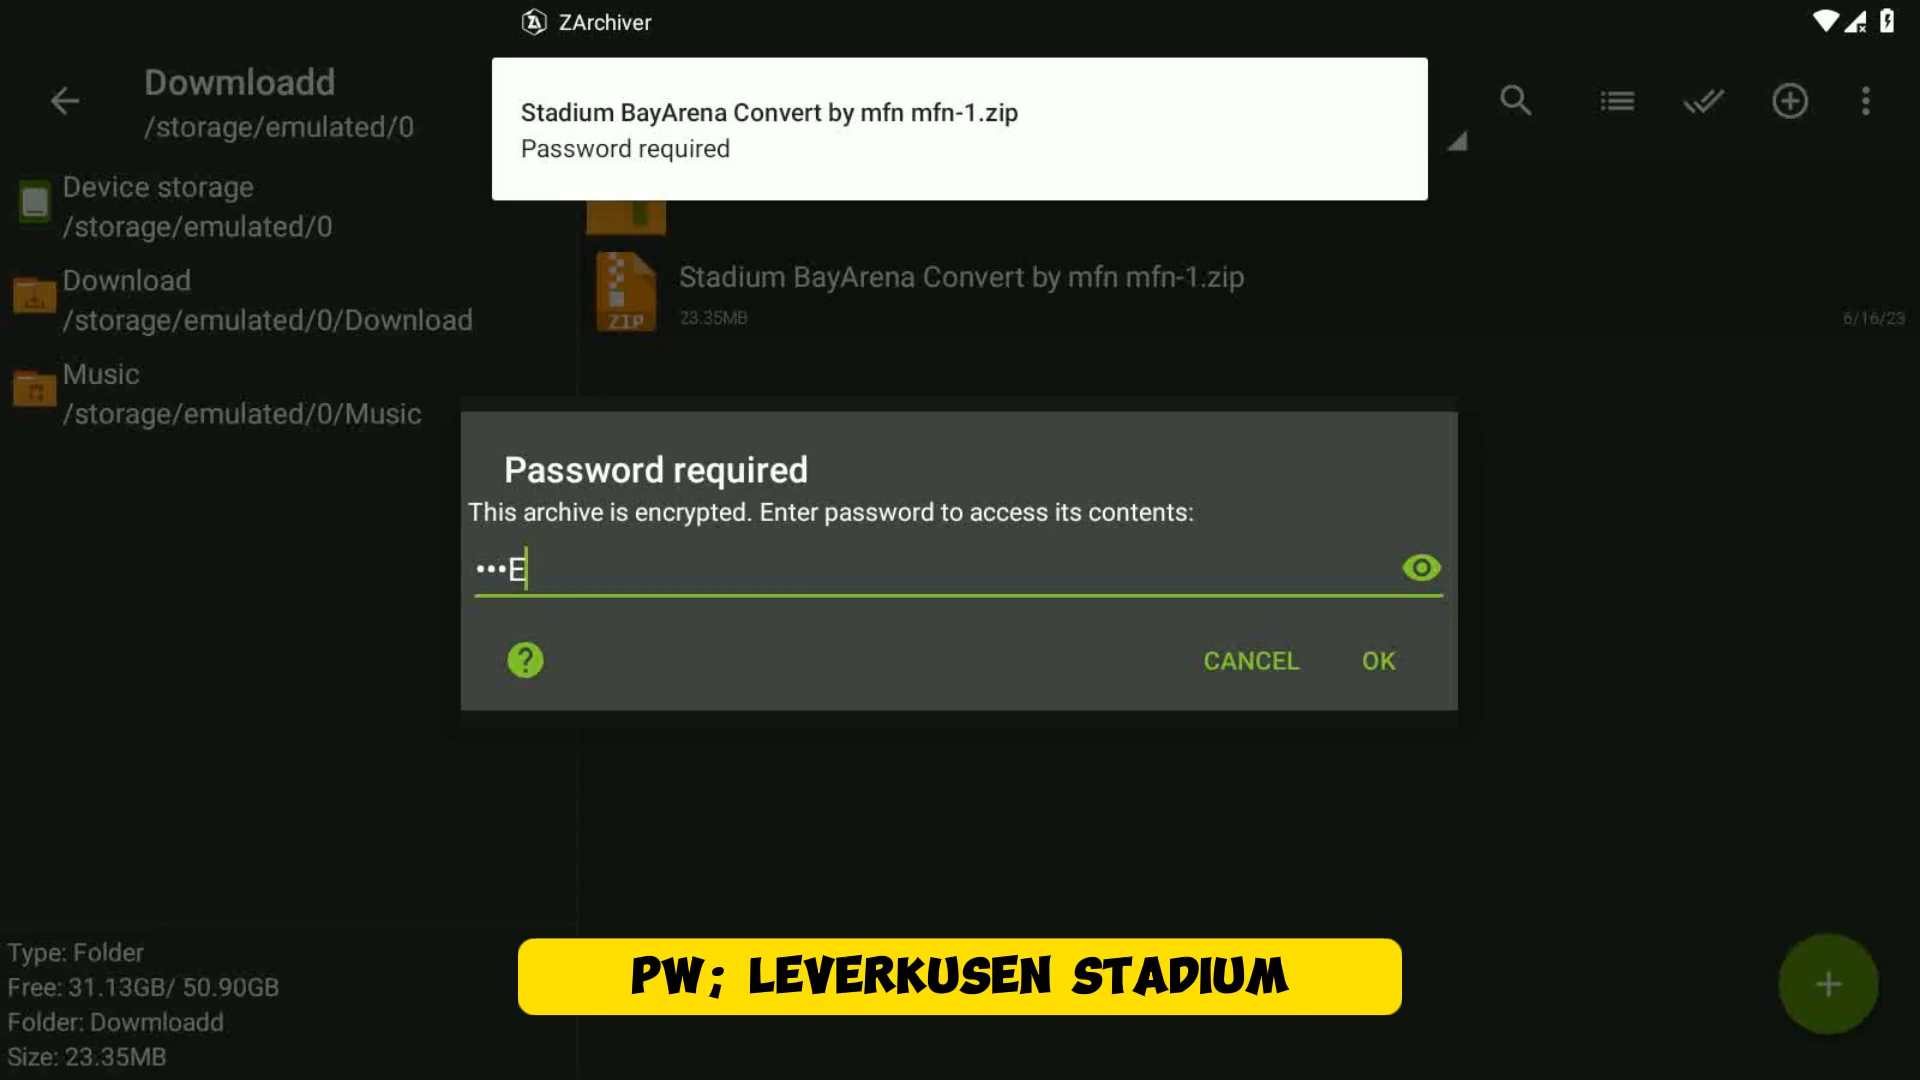 ZArchiver
Dowmloadd
/storage/emulated/0
Stadium BayArena Convert by mfn mfn-1.zip
Password required
Device storage
/storage/emulated/0
Download
/storage/emulated/0/Download
Music
/storage/emulated/0/Music
ZIP
Stadium BayArena Convert by mfn mfn-1.zip
23.35MB
6/16/23
Password required
This archive is encrypted. Enter password to access its contents:
•••E
?
CANCEL
OK
Type: Folder
Free: 31.13GB/ 50.90GB
Folder: Dowmloadd
Size: 23.35MB
PW; LEVERKUSEN STADIUM